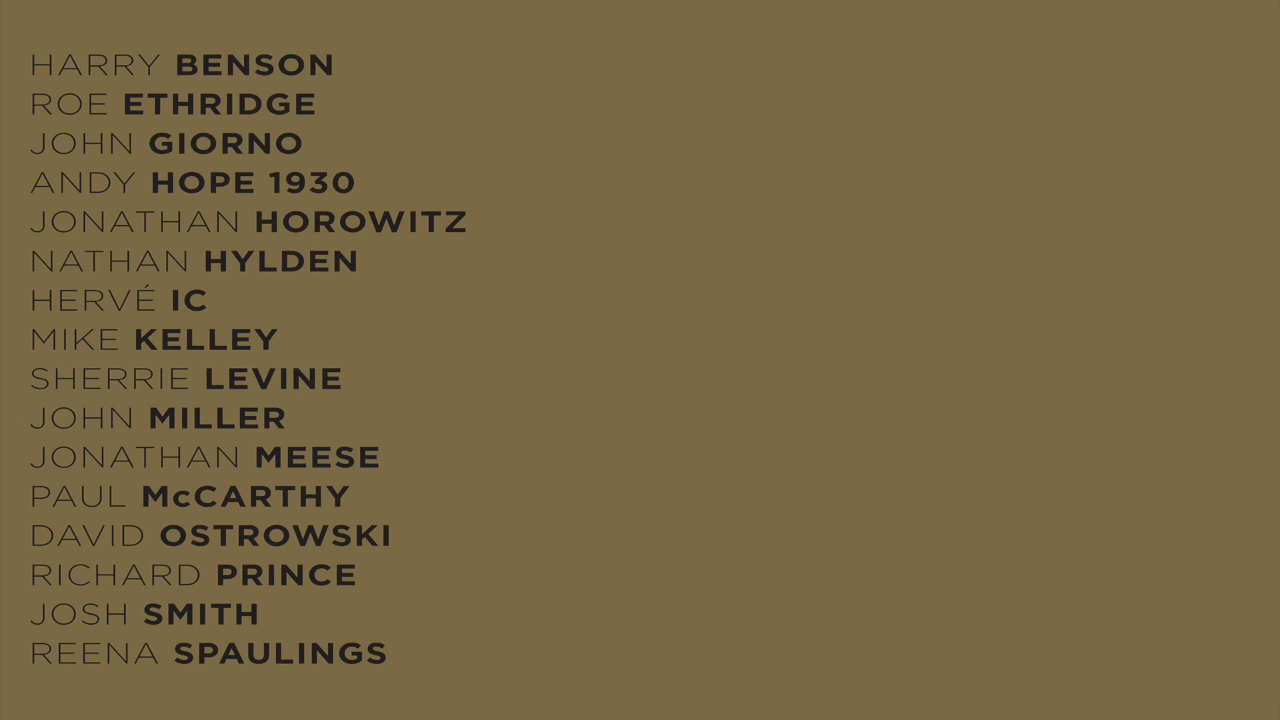 HARRY BENSON
ROE ETHRIDGE
JOHN GIORNO
ANDY HOPE 1930
JONATHAN HOROWITZ
NATHAN HYLDEN
HERVÉ IC
MIKE KELLEY
SHERRIE LEVINE
JOHN MILLER
JONATHAN MEESE
PAUL McCARTHY
DAVID OSTROWSKI
RICHARD PRINCE
JOSH SMITH
REENA SPAULINGS